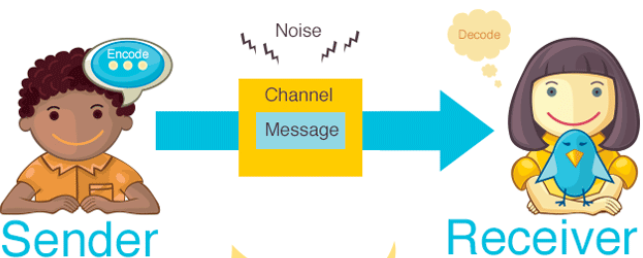 Encode
Noise
Decode
Channel
Message
Sender
Receiver